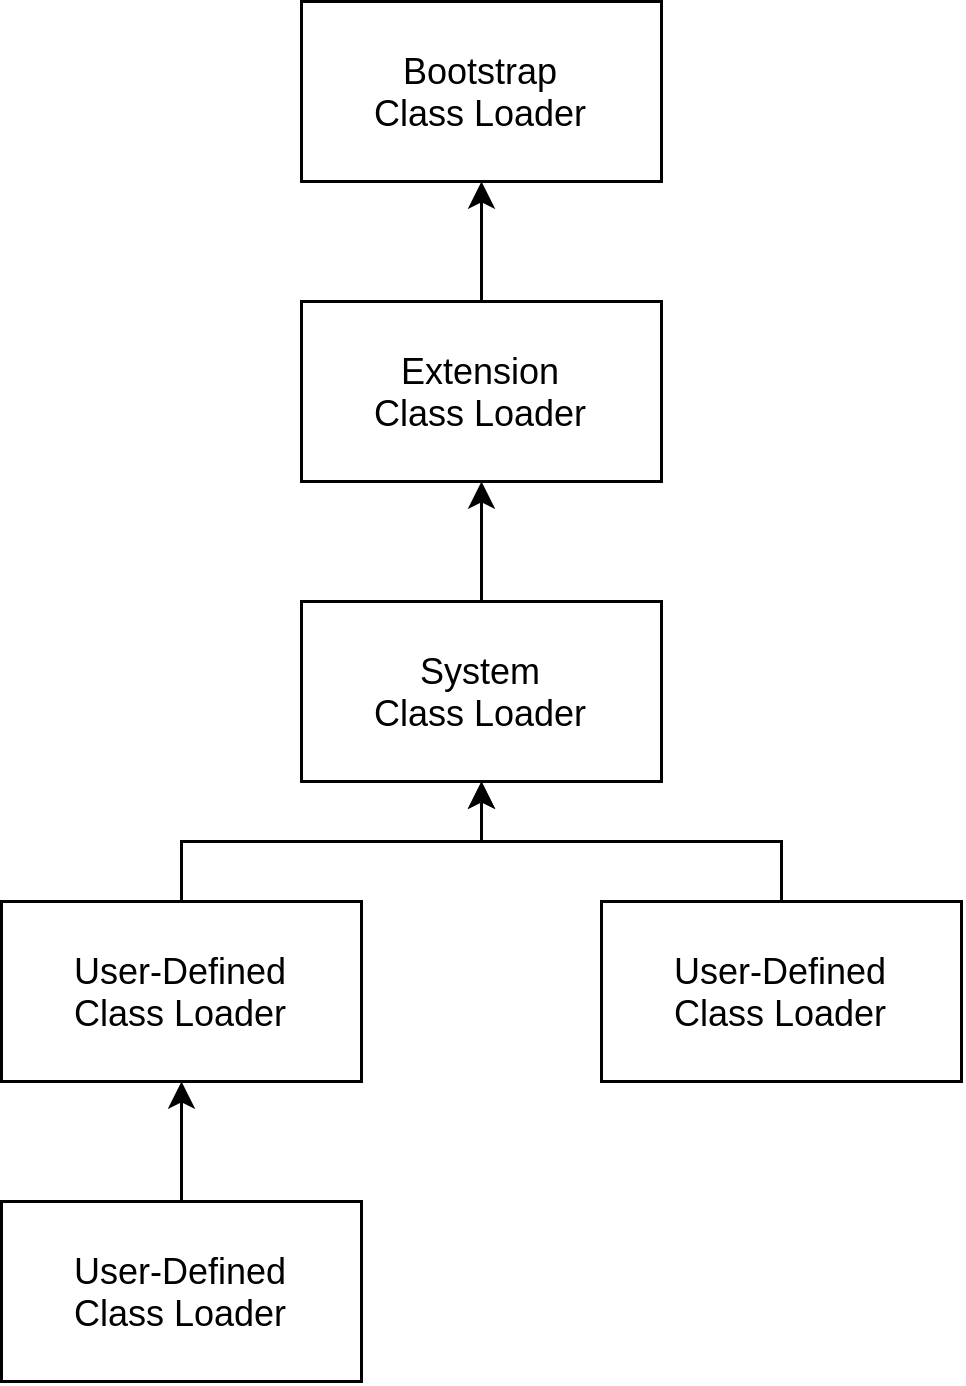 Bootstrap
Class Loader
Extension
Class Loader
System
Class Loader
User-Defined
Class Loader
User-Defined
Class Loader
User-Defined
Class Loader